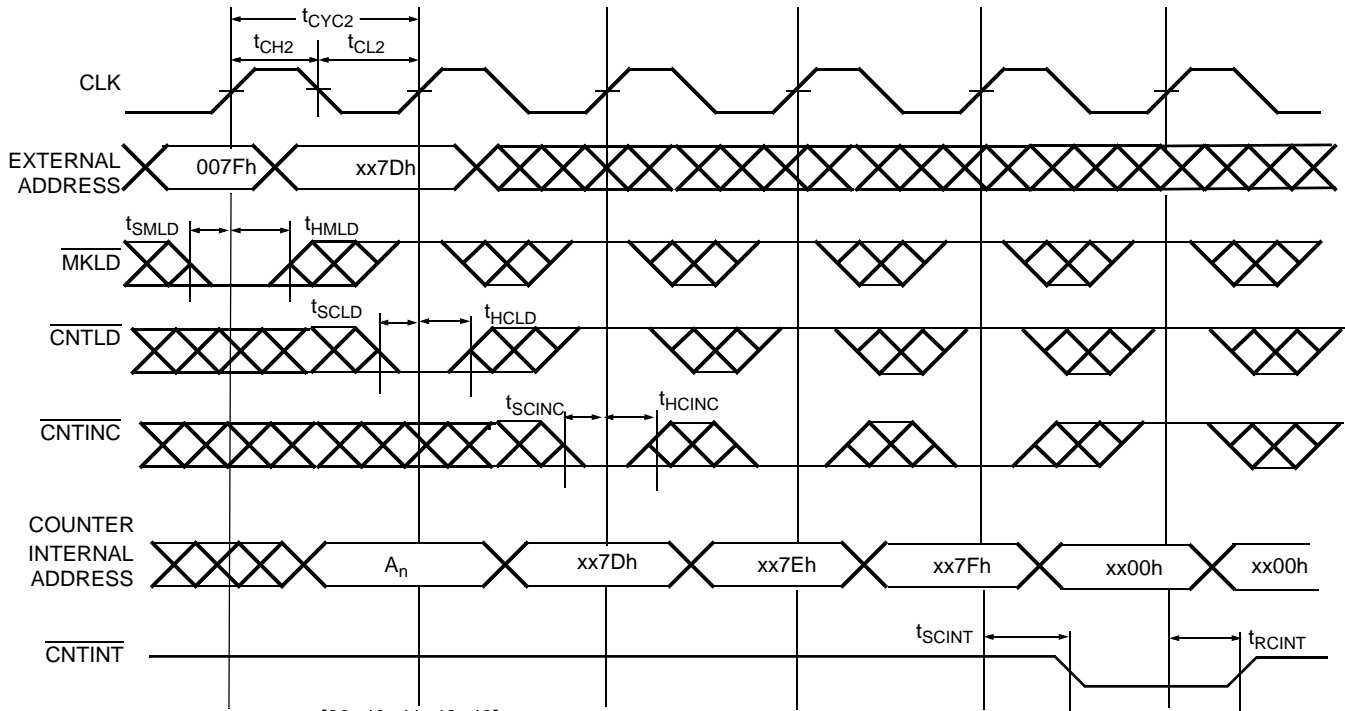 tCYC2
tCH2
tCL2
CLK
EXTERNAL
ADDRESS
007Fh
xx7Dh
tSMLD
tHMLD
MKLD
tSCLD
tHCLD
CNTLD
tSCINC
tHCINC
CNTINC
COUNTER
INTERNAL
ADDRESS
An
xx7Dh
xx7Eh
xx7Fh
xx00h
xx00h
tSCINT
tRCINT
CNTINT